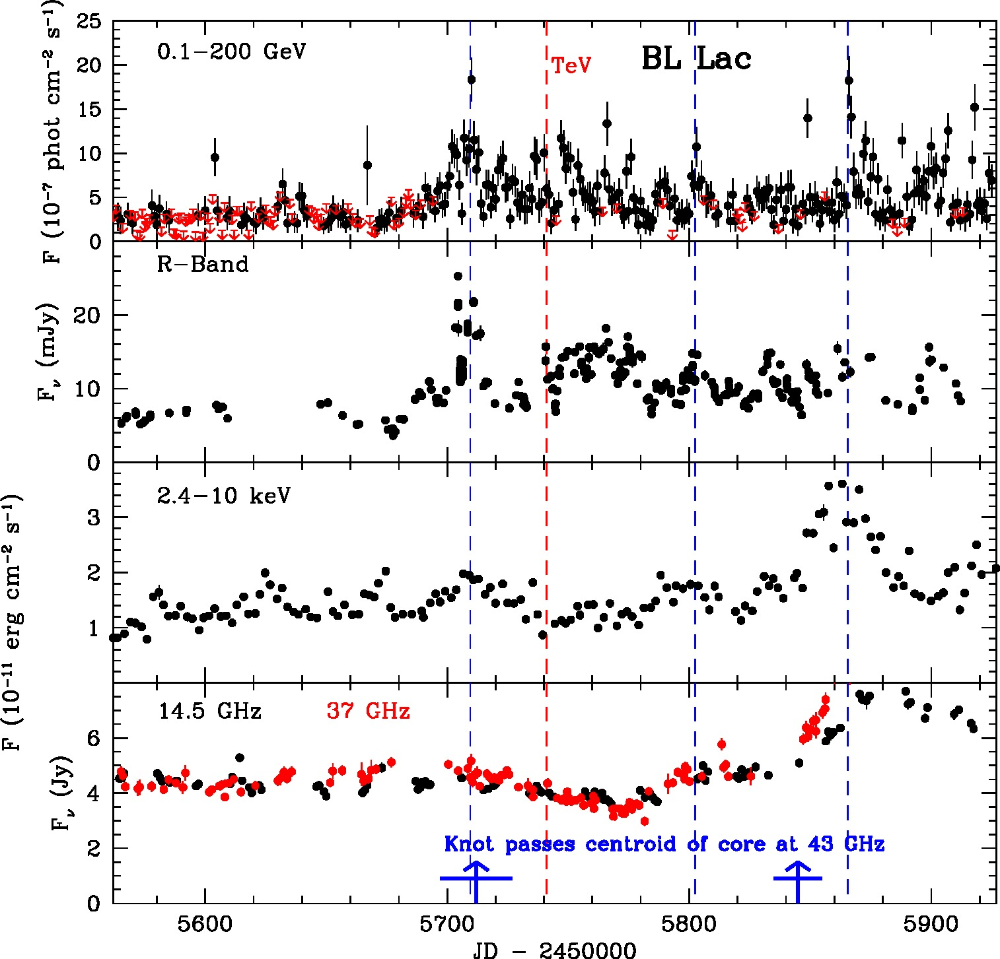 25
20
15
10
5
0
F (10⁻⁷ phot cm⁻² s⁻¹)
0.1−200 GeV
TeV
BL Lac
R−Band
20
10
0
Fν (mJy)
2.4−10 keV
3
2
1
F (10⁻¹¹ erg cm⁻² s⁻¹)
14.5 GHz 37 GHz
6
4
2
0
Fν (Jy)
Knot passes centroid of core at 43 GHz
5600 5700 5800 5900
JD − 2450000